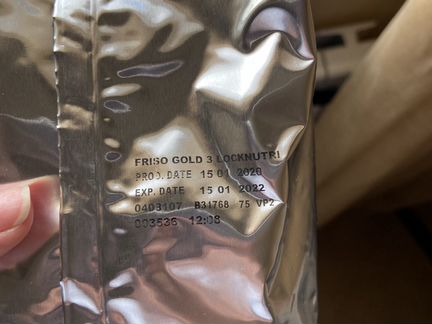 FRISO GOLD 3 LOCKNUTRI
PROD. DATE 15 01 2020
EXP. DATE 15 01 2022
0403107 B31768 75 VP2
003536 12:08